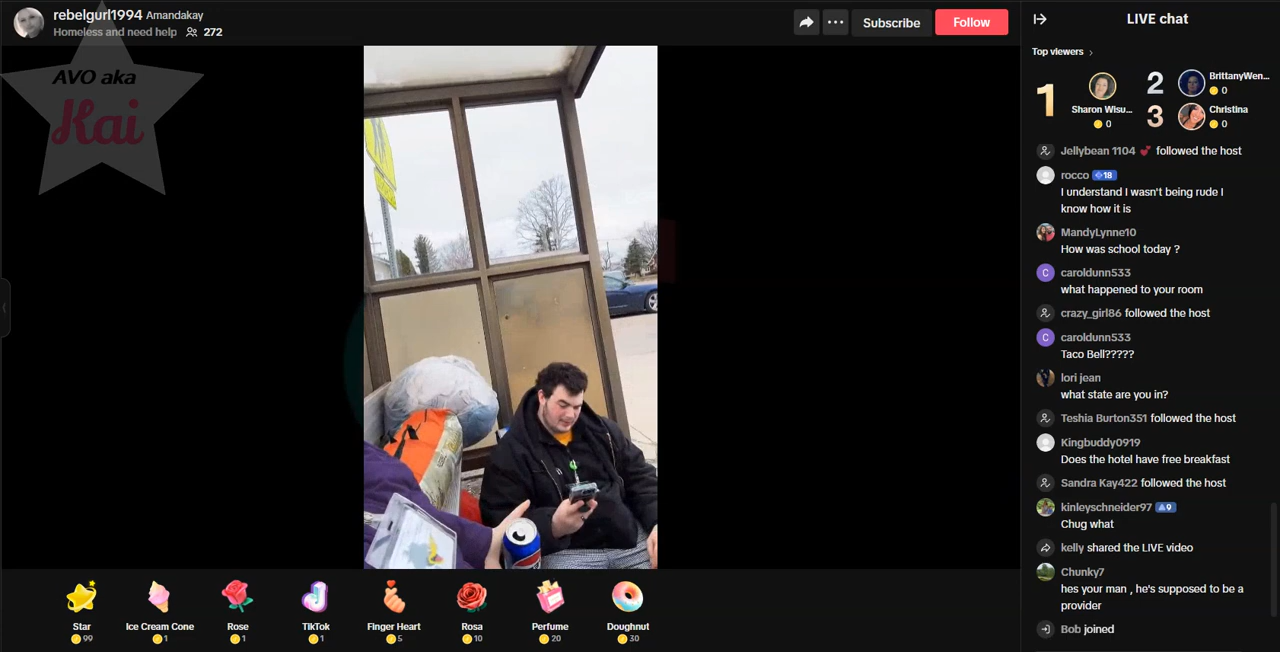 rebelgurl1994 Amandakay
Homeless and need help 272
Subscribe
Follow
AVO aka
Kai
LIVE chat
Top viewers
1
Sharon Wisu...
0
2
BrittanyWen...
0
3
Christina
0
Jellybean 1104 💕 followed the host
rocco 18
I understand I wasn't being rude I
know how it is
MandyLynne10
How was school today ?
C
caroldunn533
what happened to your room
crazy_girl86 followed the host
C
caroldunn533
Taco Bell?????
lori jean
what state are you in?
Teshia Burton351 followed the host
Kingbuddy0919
Does the hotel have free breakfast
Sandra Kay422 followed the host
kinleyschneider97 9
Chug what
kelly shared the LIVE video
Chunky7
hes your man , he's supposed to be a
provider
Bob joined
Star
99
Ice Cream Cone
1
Rose
1
TikTok
1
Finger Heart
5
Rosa
10
Perfume
20
Doughnut
30